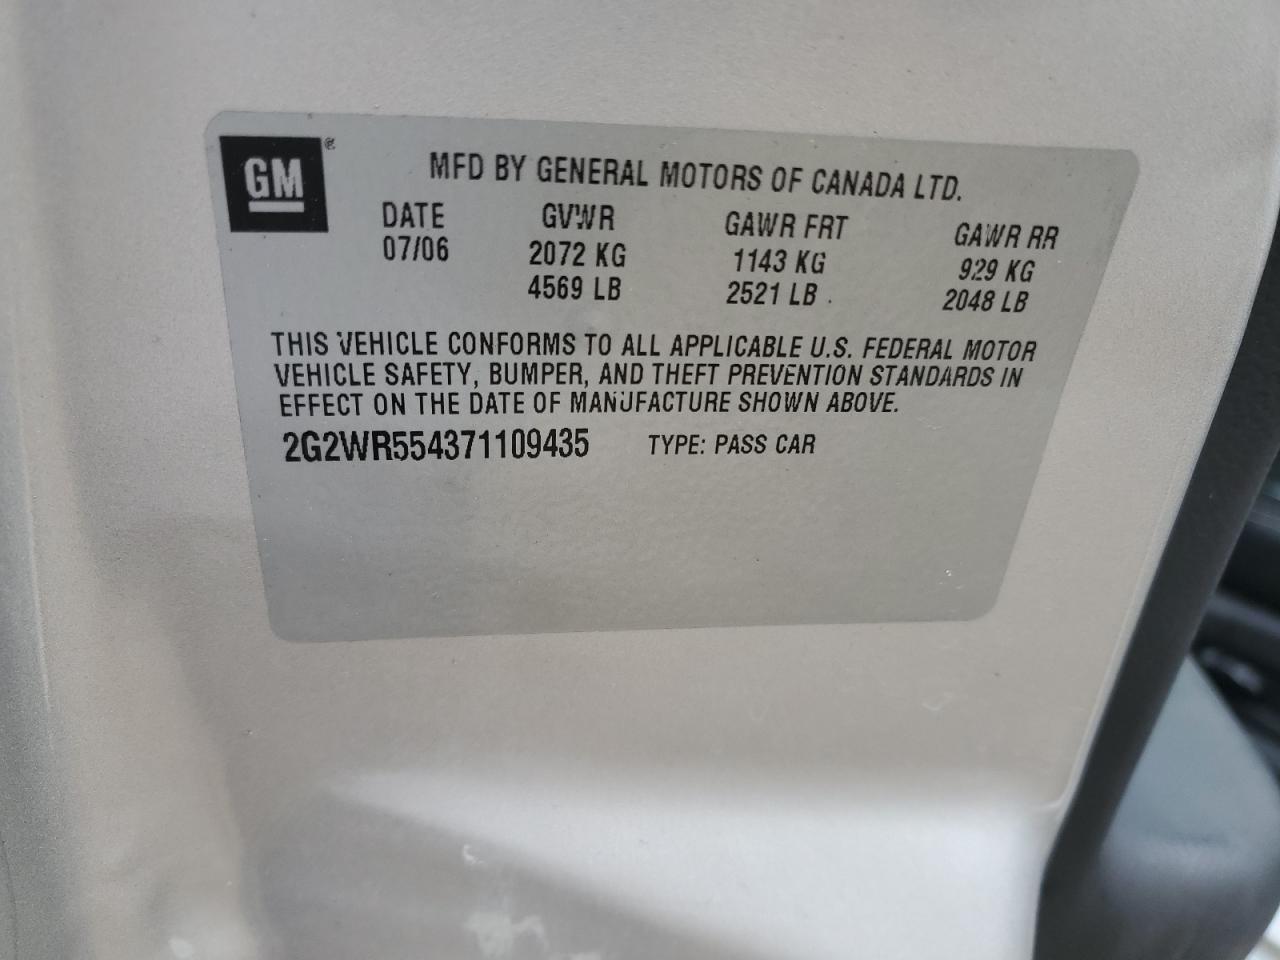 GM®
MFD BY GENERAL MOTORS OF CANADA LTD.
DATE GVWR GAWR FRT GAWR RR
07/06 2072 KG 1143 KG 929 KG
4569 LB 2521 LB 2048 LB
THIS VEHICLE CONFORMS TO ALL APPLICABLE U.S. FEDERAL MOTOR
VEHICLE SAFETY, BUMPER, AND THEFT PREVENTION STANDARDS IN
EFFECT ON THE DATE OF MANUFACTURE SHOWN ABOVE.
2G2WR554371109435 TYPE: PASS CAR